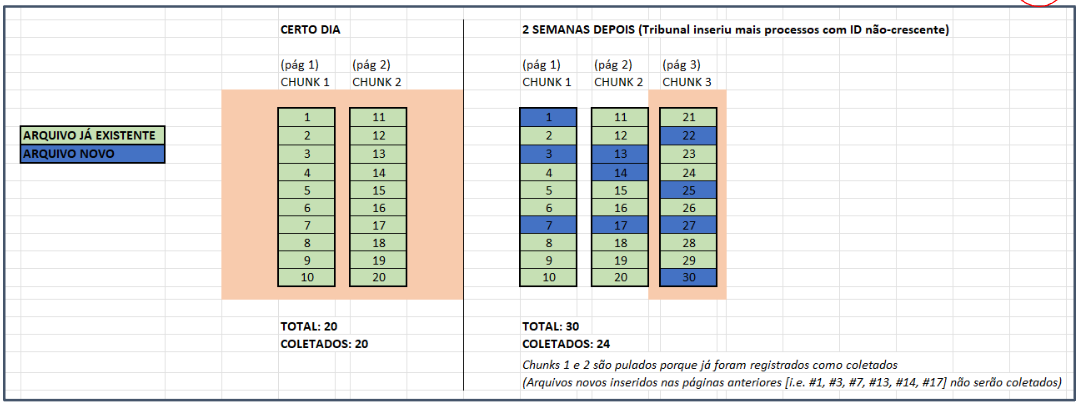 CERTO DIA
2 SEMANAS DEPOIS (Tribunal inseriu mais processos com ID não-crescente)
(pág 1) (pág 2) (pág 1) (pág 2) (pág 3)
CHUNK 1 CHUNK 2 CHUNK 1 CHUNK 2 CHUNK 3
1 11 1 11 21
ARQUIVO JÁ EXISTENTE 2 12 2 12 22
ARQUIVO NOVO 3 13 3 13 23
4 14 4 14 24
5 15 5 15 25
6 16 6 16 26
7 17 7 17 27
8 18 8 18 28
9 19 9 19 29
10 20 10 20 30
TOTAL: 20 TOTAL: 30
COLETADOS: 20 COLETADOS: 24
Chunks 1 e 2 são pulados porque já foram registrados como coletados
(Arquivos novos inseridos nas páginas anteriores [i.e. #1, #3, #7, #13, #14, #17] não serão coletados)